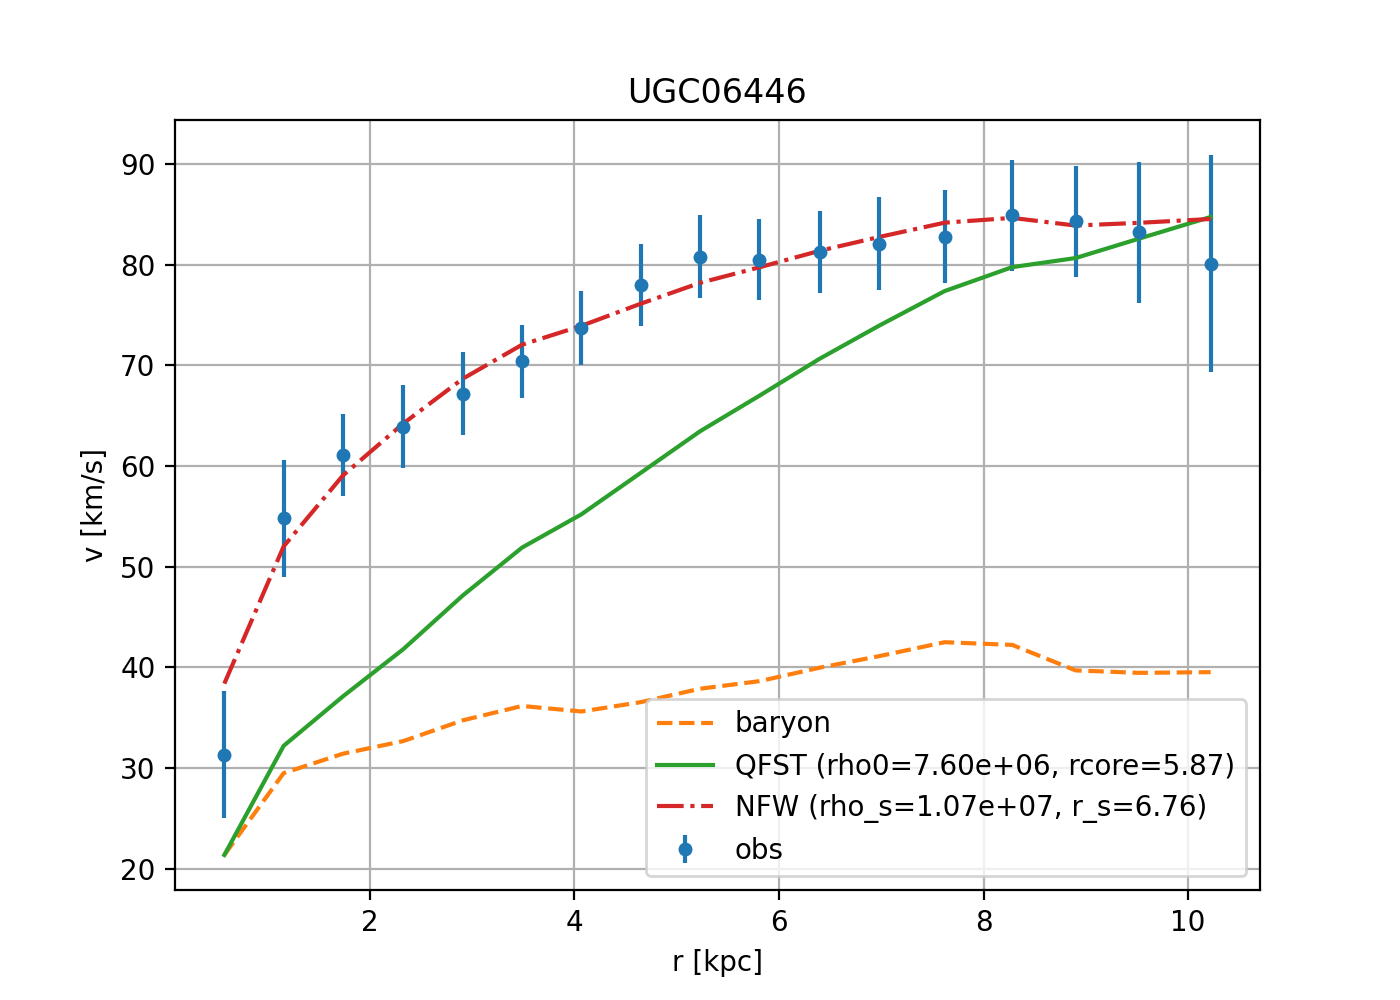 UGC06446
90
80
70
60
50
40
30
20
v [km/s]
baryon
QFST (rho0=7.60e+06, rcore=5.87)
NFW (rho_s=1.07e+07, r_s=6.76)
obs
2 4 6 8 10
r [kpc]